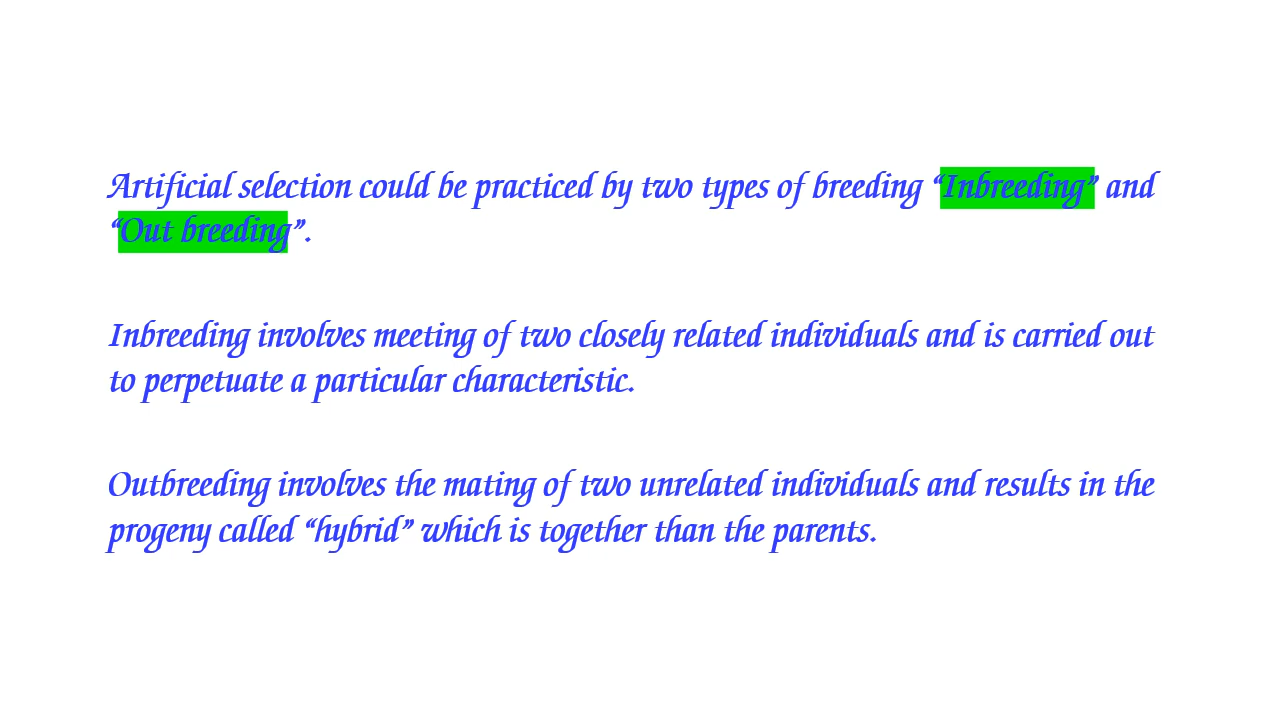 Artificial selection could be practiced by two types of breeding “Inbreeding” and
“Out breeding”.
Inbreeding involves meeting of two closely related individuals and is carried out
to perpetuate a particular characteristic.
Outbreeding involves the mating of two unrelated individuals and results in the
progeny called “hybrid” which is together than the parents.